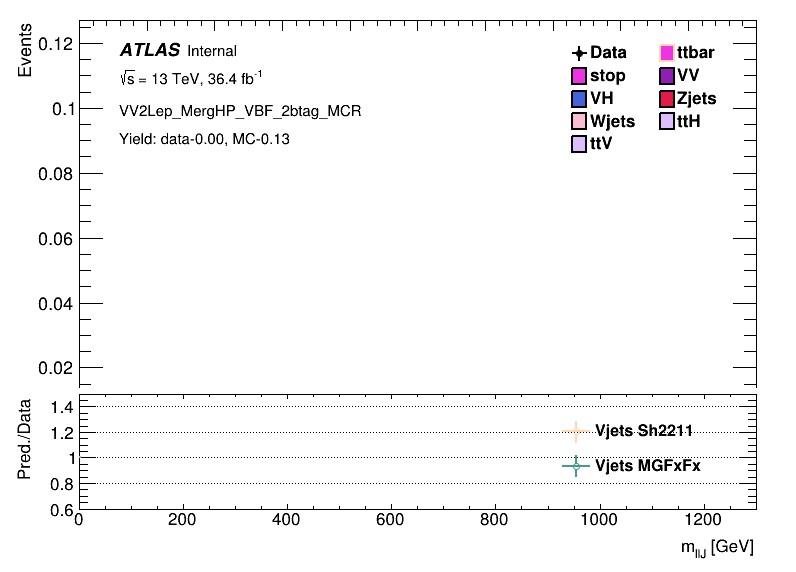 Events
0.12
0.1
0.08
0.06
0.04
0.02
ATLAS Internal
√s = 13 TeV, 36.4 fb⁻¹
VV2Lep_MergHP_VBF_2btag_MCR
Yield: data-0.00, MC-0.13
Data ttbar
stop VV
VH Zjets
Wjets ttH
ttV
Pred./Data
1.4
1.2
1
0.8
0.6
Vjets Sh2211
Vjets MGFxFx
0 200 400 600 800 1000 1200
m_llJ [GeV]